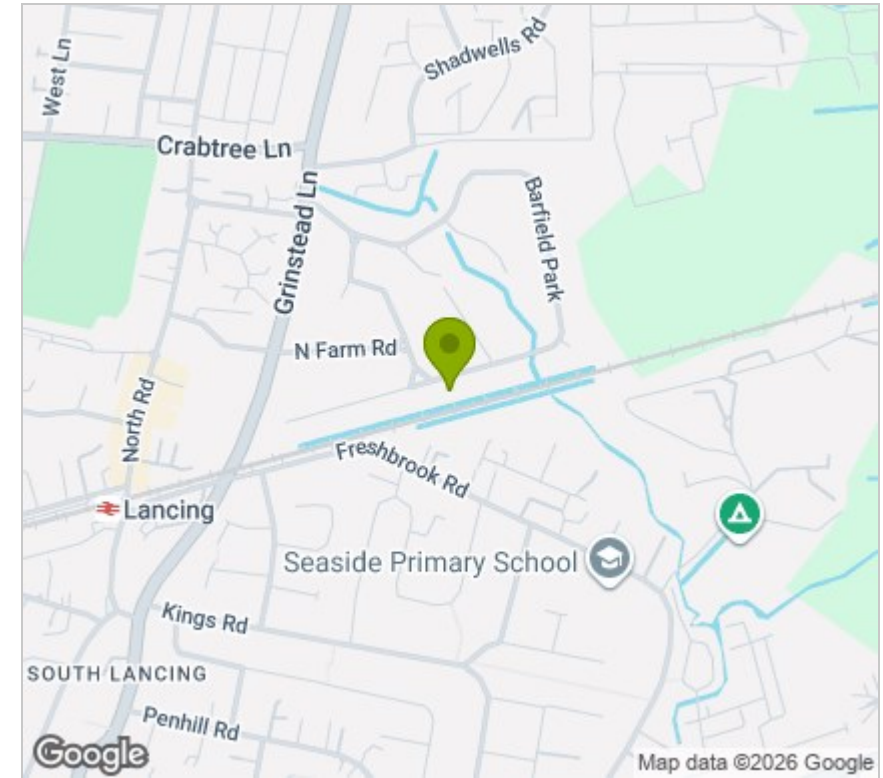 Shadwells Rd
West Ln
Crabtree Ln
Barfield Park
Grinstead Ln
N Farm Rd
North Rd
Freshbrook Rd
Lancing
Seaside Primary School
Kings Rd
SOUTH LANCING
Penhill Rd
Google
Map data ©2026 Google